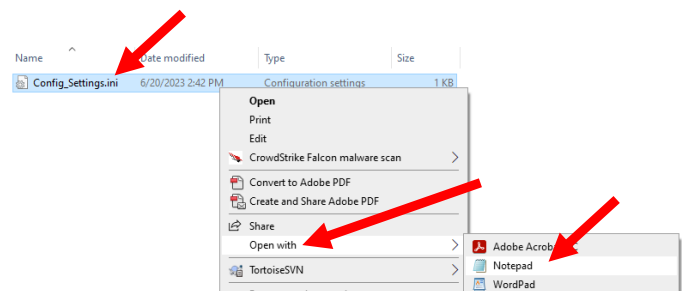 Name Date modified Type Size
Config_Settings.ini 6/20/2023 2:42 PM Configuration settings 1 KB
Open
Print
Edit
CrowdStrike Falcon malware scan
Convert to Adobe PDF
Create and Share Adobe PDF
Share
Open with
Adobe
TortoiseSVN
Notepad
WordPad